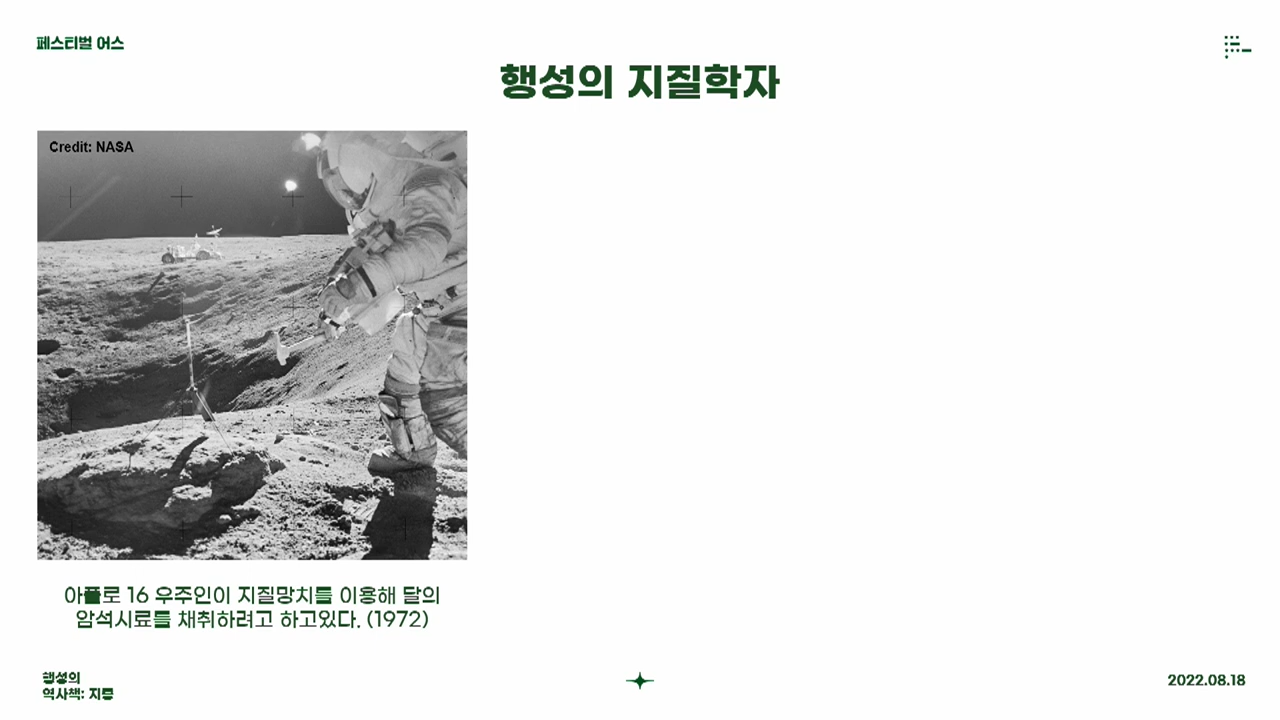 페스티벌 어스
행성의 지질학자
Credit: NASA
아폴로 16 우주인이 지질망치를 이용해 달의
암석시료를 채취하려고 하고있다. (1972)
행성의
역사책: 지층
2022.08.18